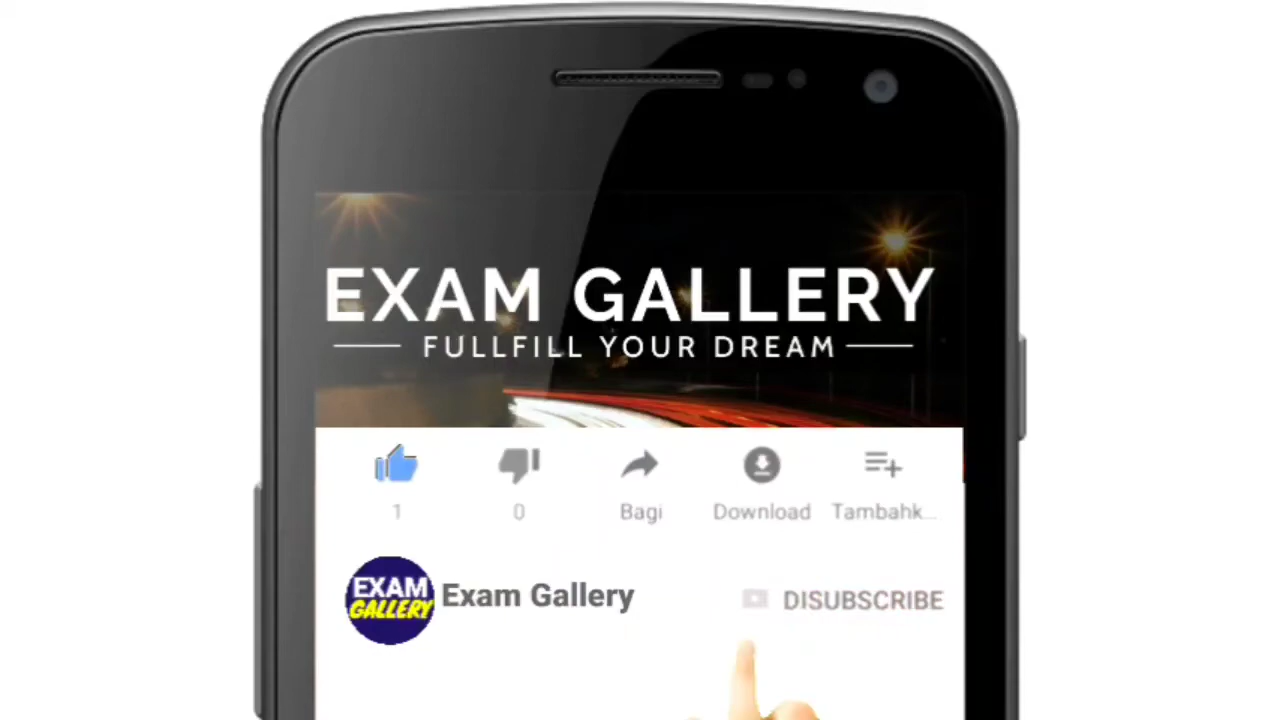 EXAM GALLERY
FULLFILL YOUR DREAM
1 0 Bagi Download Tambahk...
EXAM
GALLERY
Exam Gallery
DISUBSCRIBE